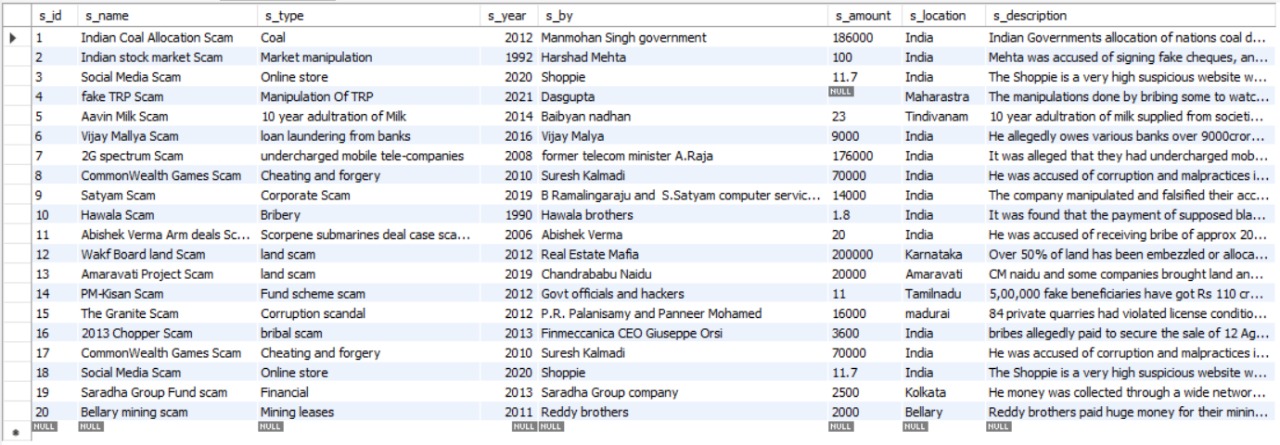 s_id s_name s_type s_year s_by s_amount s_location s_description
1 Indian Coal Allocation Scam Coal 2012 Manmohan Singh government 186000 India Indian Governments allocation of nations coal d...
2 Indian stock market Scam Market manipulation 1992 Harshad Mehta 100 India Mehta was accused of signing fake cheques, an...
3 Social Media Scam Online store 2020 Shoppie 11.7 India The Shoppie is a very high suspicious website w...
4 fake TRP Scam Manipulation Of TRP 2021 Dasgupta NULL Maharastra The manipulations done by bribing some to watc...
5 Aavin Milk Scam 10 year adultration of Milk 2014 Baibyan nadhan 23 Tindivanam 10 year adultration of milk supplied from societi...
6 Vijay Mallya Scam loan laundering from banks 2016 Vijay Malya 9000 India He allegedly owes various banks over 9000cror...
7 2G spectrum Scam undercharged mobile tele-companies 2008 former telecom minister A.Raja 176000 India It was alleged that they had undercharged mob...
8 CommonWealth Games Scam Cheating and forgery 2010 Suresh Kalmadi 70000 India He was accused of corruption and malpractices i...
9 Satyam Scam Corporate Scam 2019 B Ramalingaraju and S.Satyam computer servic... 14000 India The company manipulated and falsified their acc...
10 Hawala Scam Bribery 1990 Hawala brothers 1.8 India It was found that the payment of supposed bla...
11 Abishek Verma Arm deals Sc... Scorpene submarines deal case sca... 2006 Abishek Verma 20 India He was accused of receiving bribe of approx 20...
12 Wakf Board land Scam land scam 2012 Real Estate Mafia 200000 Karnataka Over 50% of land has been embezzled or alloca...
13 Amaravati Project Scam land scam 2019 Chandrababu Naidu 20000 Amaravati CM naidu and some companies brought land an...
14 PM-Kisan Scam Fund scheme scam 2012 Govt officials and hackers 11 Tamilnadu 5,00,000 fake beneficiaries have got Rs 110 cr...
15 The Granite Scam Corruption scandal 2012 P.R. Palanisamy and Panneer Mohamed 16000 madurai 84 private quarries had violated license conditio...
16 2013 Chopper Scam bribal scam 2013 Finmeccanica CEO Giuseppe Orsi 3600 India bribes allegedly paid to secure the sale of 12 Ag...
17 CommonWealth Games Scam Cheating and forgery 2010 Suresh Kalmadi 70000 India He was accused of corruption and malpractices i...
18 Social Media Scam Online store 2020 Shoppie 11.7 India The Shoppie is a very high suspicious website w...
19 Saradha Group Fund scam Financial 2013 Saradha Group company 2500 Kolkata He money was collected through a wide networ...
20 Bellary mining scam Mining leases 2011 Reddy brothers 2000 Bellary Reddy brothers paid huge money for their minin...
NULL NULL NULL NULL NULL NULL NULL NULL